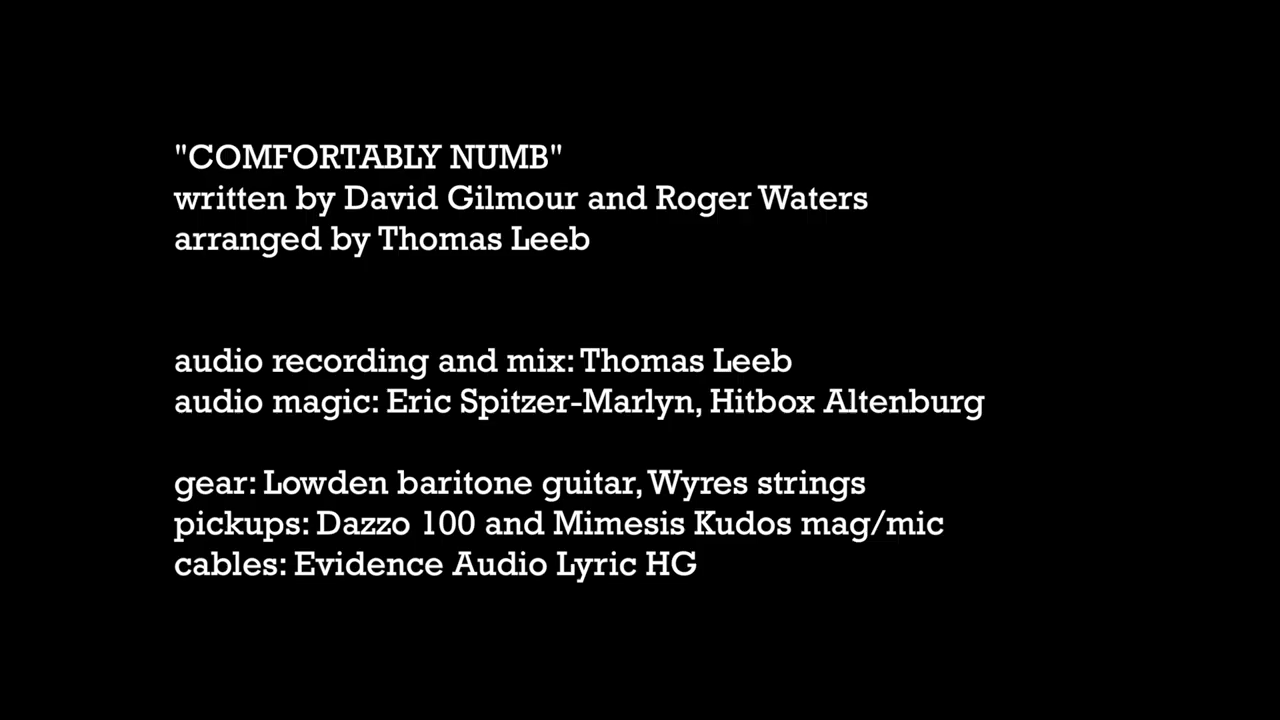 "COMFORTABLY NUMB"
written by David Gilmour and Roger Waters
arranged by Thomas Leeb
audio recording and mix: Thomas Leeb
audio magic: Eric Spitzer-Marlyn, Hitbox Altenburg
gear: Lowden baritone guitar, Wyres strings
pickups: Dazzo 100 and Mimesis Kudos mag/mic
cables: Evidence Audio Lyric HG